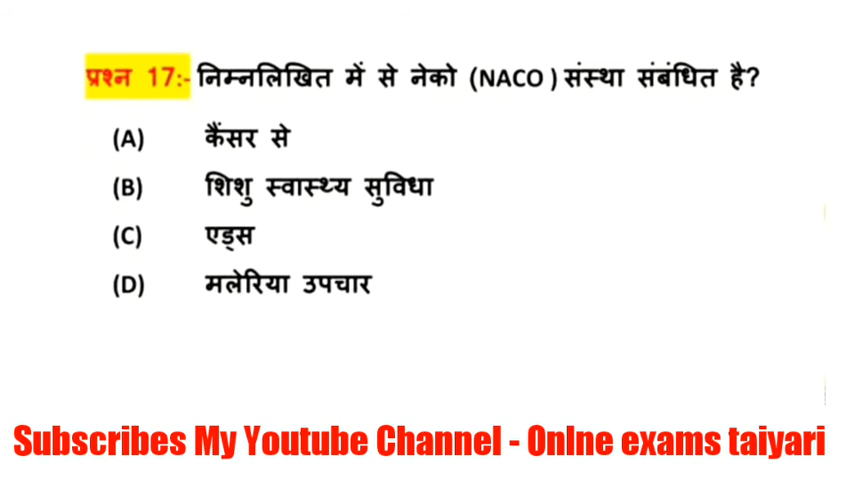 प्रश्न 17:- निम्नलिखित में से नेको (NACO ) संस्था संबंधित है?
(A) कैंसर से
(B) शिशु स्वास्थ्य सुविधा
(C) एड्स
(D) मलेरिया उपचार
Subscribes My Youtube Channel - Onlne exams taiyari